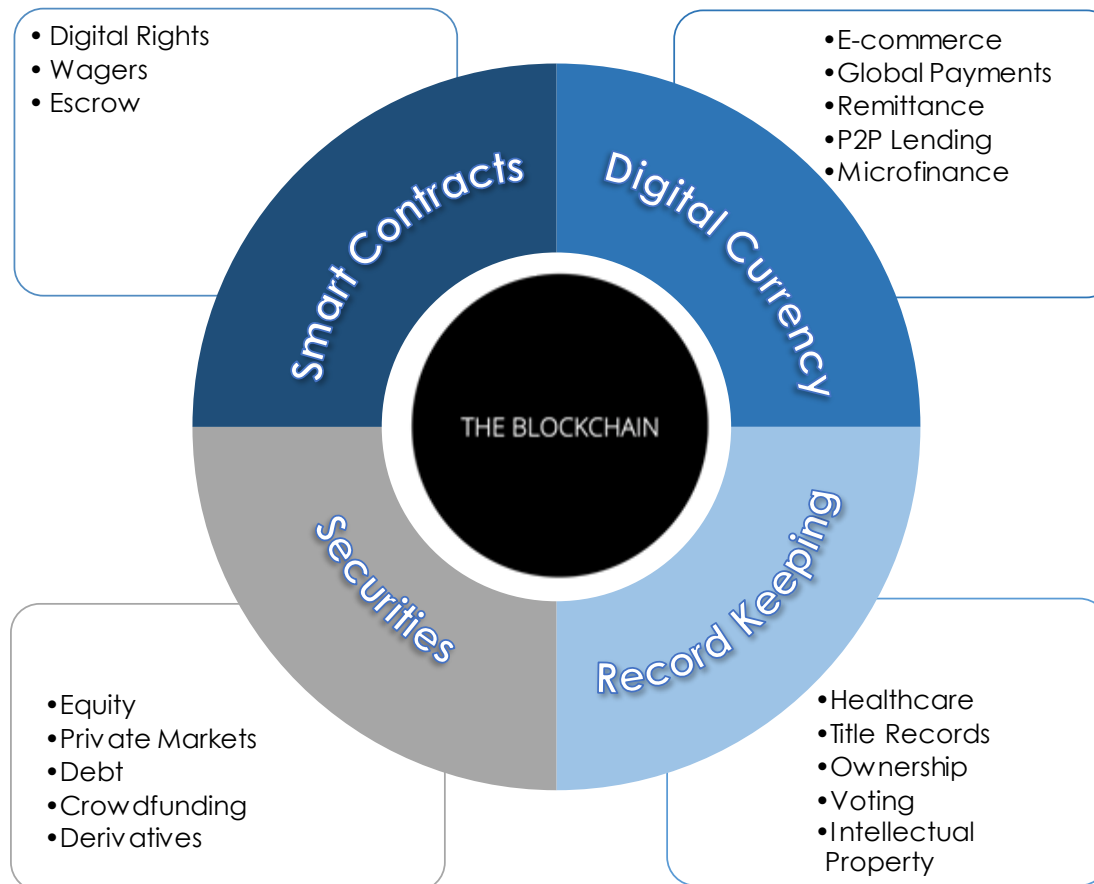 • Digital Rights
• Wagers
• Escrow
•E-commerce
•Global Payments
•Remittance
•P2P Lending
•Microfinance
Smart Contracts
Digital Currency
THE BLOCKCHAIN
Securities
Record Keeping
•Equity
•Private Markets
•Debt
•Crowdfunding
•Derivatives
•Healthcare
•Title Records
•Ownership
•Voting
•Intellectual
Property